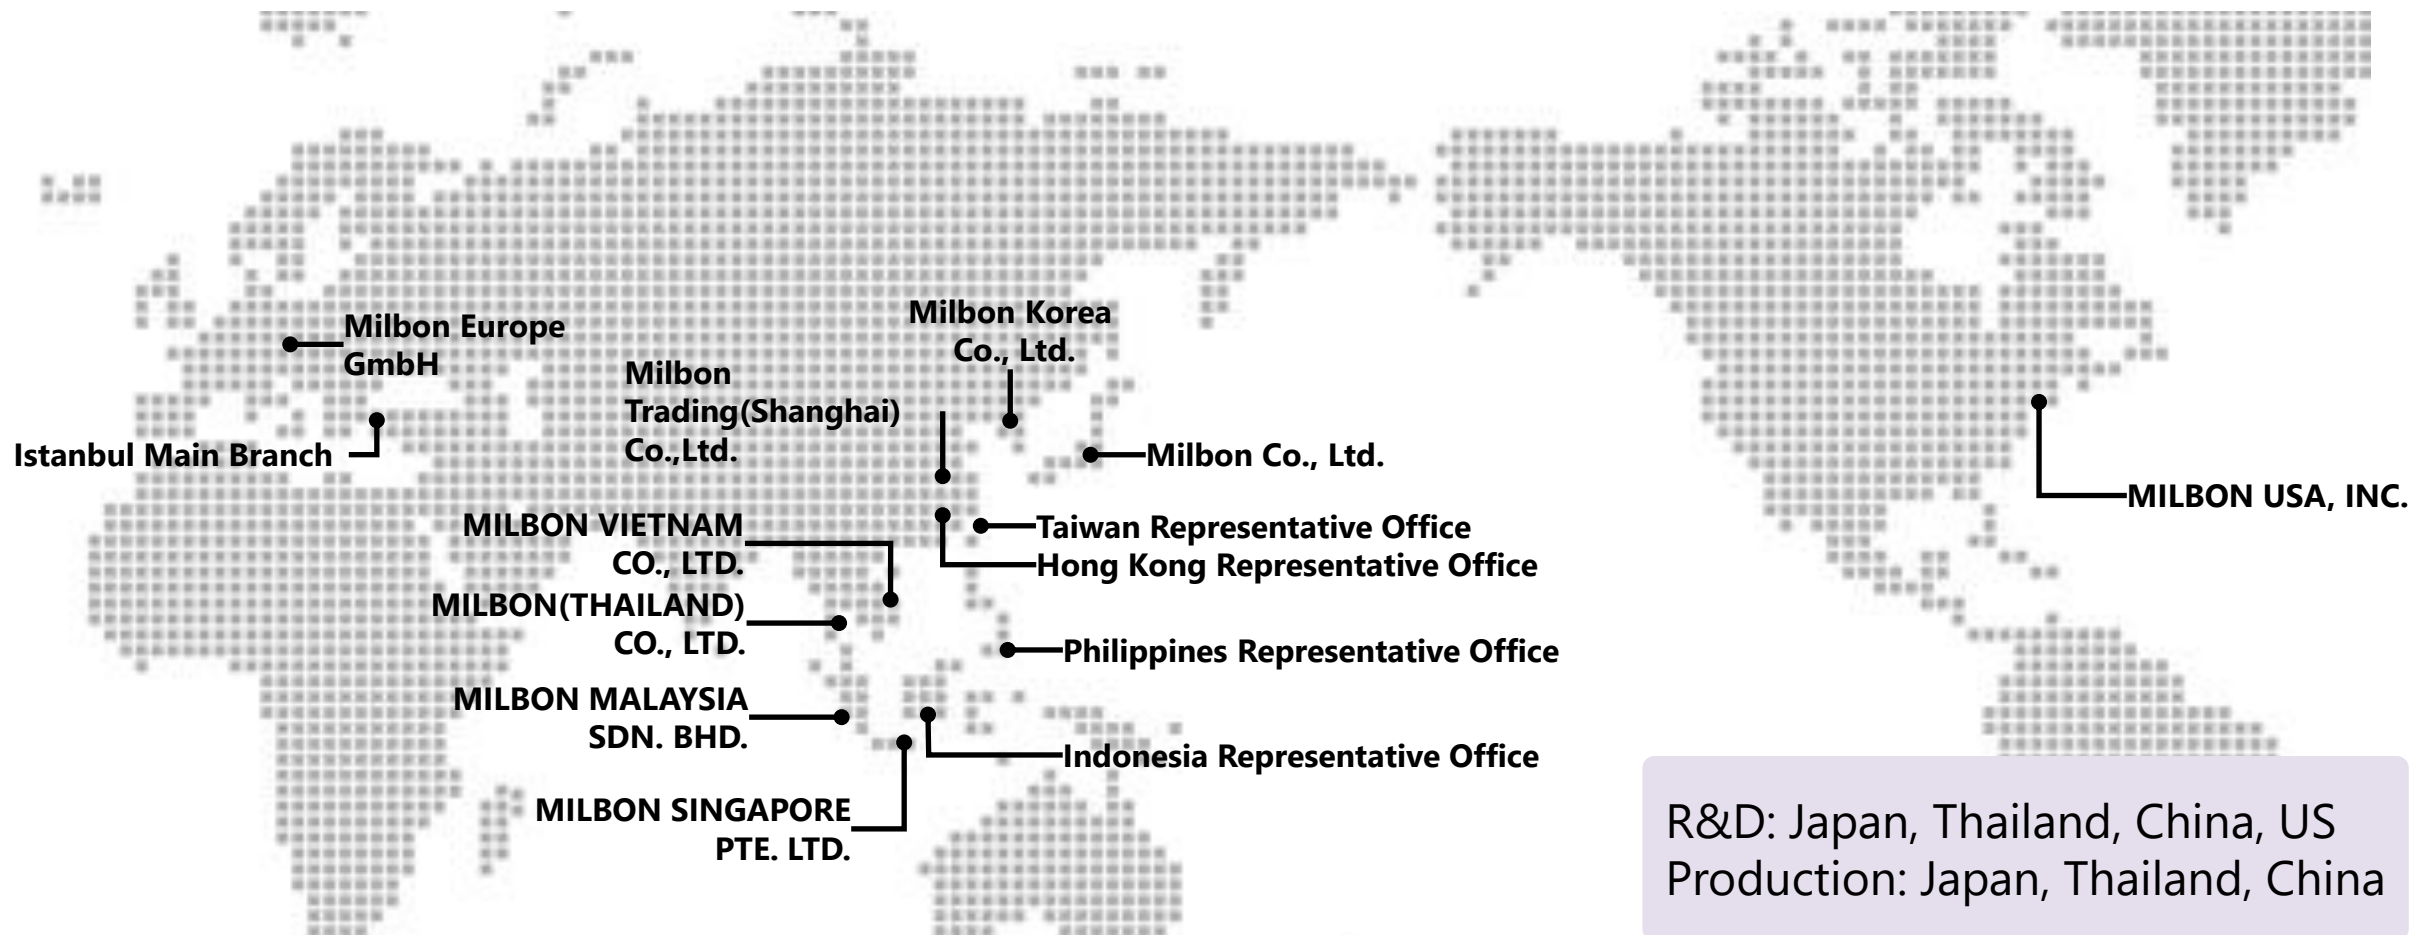 Milbon Europe
GmbH
Istanbul Main Branch
Milbon
Trading(Shanghai)
Co.,Ltd.
Milbon Korea
Co., Ltd.
Milbon Co., Ltd.
MILBON USA, INC.
MILBON VIETNAM
CO., LTD.
Taiwan Representative Office
Hong Kong Representative Office
MILBON(THAILAND)
CO., LTD.
Philippines Representative Office
MILBON MALAYSIA
SDN. BHD.
Indonesia Representative Office
MILBON SINGAPORE
PTE. LTD.
R&D: Japan, Thailand, China, US
Production: Japan, Thailand, China